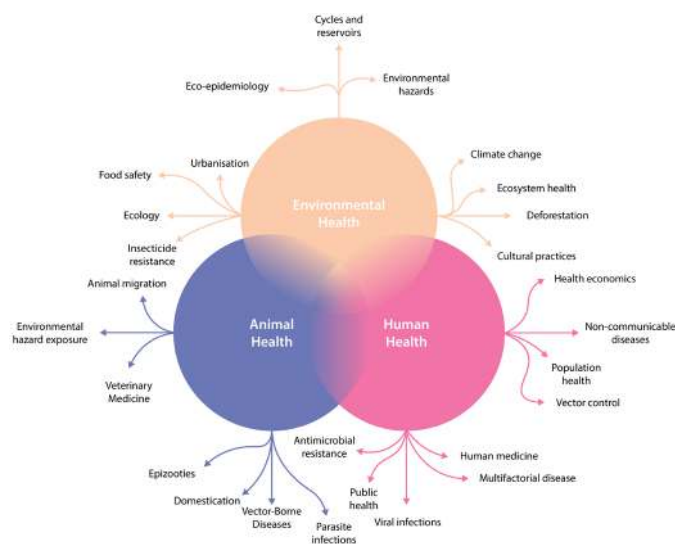 Cycles and
reservoirs
Eco-epidemiology
Environmental
hazards
Urbanisation
Food safety
Ecology
Insecticide
resistance
Climate change
Ecosystem health
Deforestation
Cultural practices
Environmental
Health
Animal migration
Environmental
hazard exposure
Veterinary
Medicine
Animal
Health
Human
Health
Health economics
Non-communicable
diseases
Population
health
Vector control
Epizooties
Domestication
Vector-Borne
Diseases
Parasite
infections
Antimicrobial
resistance
Public
health
Viral infections
Human medicine
Multifactorial disease